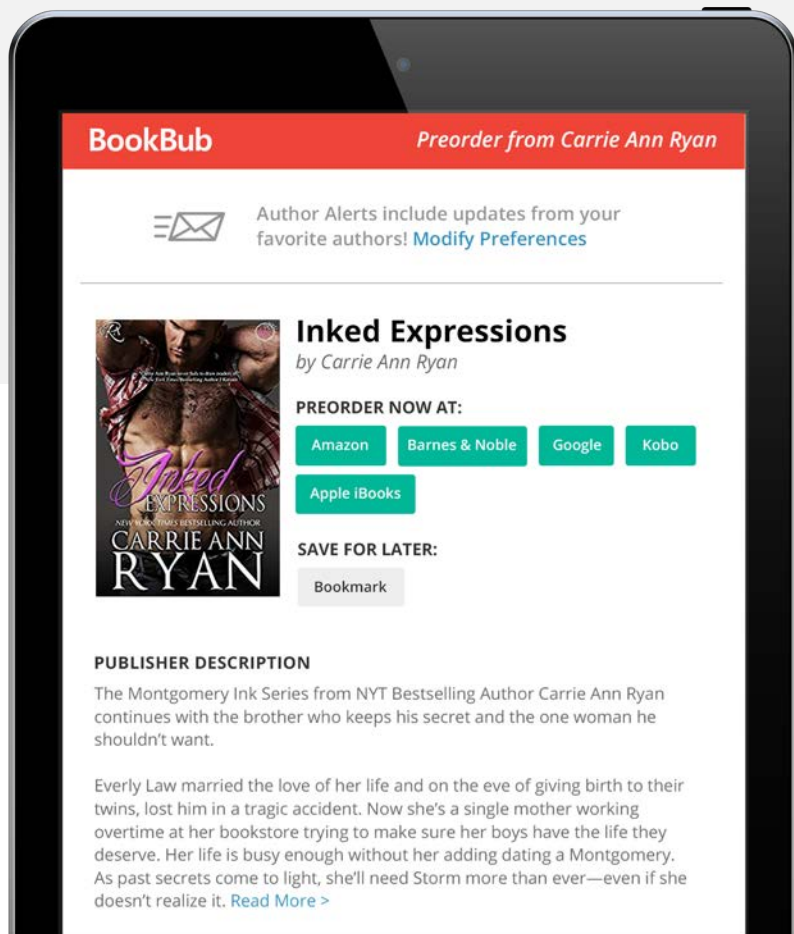 BookBub
Preorder from Carrie Ann Ryan
Author Alerts include updates from your
favorite authors! Modify Preferences
Inked
EXPRESSIONS
NEW YORK TIMES BESTSELLING AUTHOR
CARRIE ANN
RYAN
Inked Expressions
by Carrie Ann Ryan
PREORDER NOW AT:
Amazon
Barnes & Noble
Google
Kobo
Apple iBooks
SAVE FOR LATER:
Bookmark
PUBLISHER DESCRIPTION
The Montgomery Ink Series from NYT Bestselling Author Carrie Ann Ryan
continues with the brother who keeps his secret and the one woman he
shouldn't want.
Everly Law married the love of her life and on the eve of giving birth to their
twins, lost him in a tragic accident. Now she's a single mother working
overtime at her bookstore trying to make sure her boys have the life they
deserve. Her life is busy enough without her adding dating a Montgomery.
As past secrets come to light, she'll need Storm more than ever—even if she
doesn't realize it. Read More >